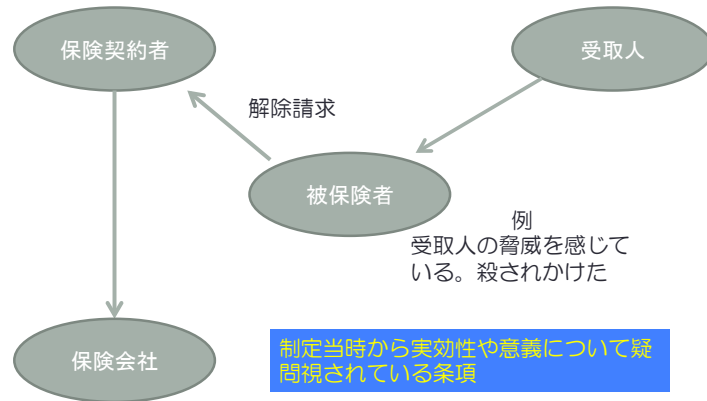 保険契約者
受取人
解除請求
被保険者
例
受取人の脅威を感じて
いる。殺されかけた
保険会社
制定当時から実効性や意義について疑
問視されている条項